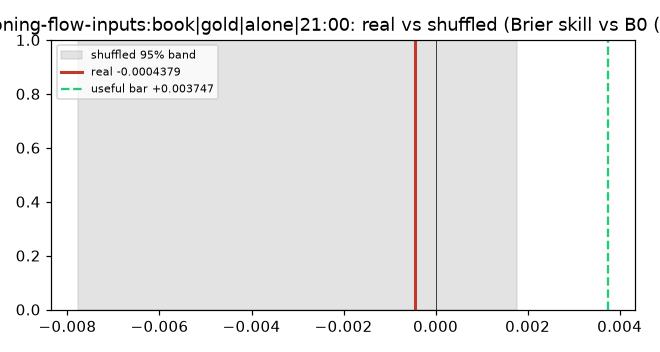 oning-flow-inputs:book|gold|alone|21:00: real vs shuffled (Brier skill vs B0 (
1.0
shuffled 95% band
real -0.0004379
useful bar +0.003747
0.8
0.6
0.4
0.2
0.0
−0.008 −0.006 −0.004 −0.002 0.000 0.002 0.004